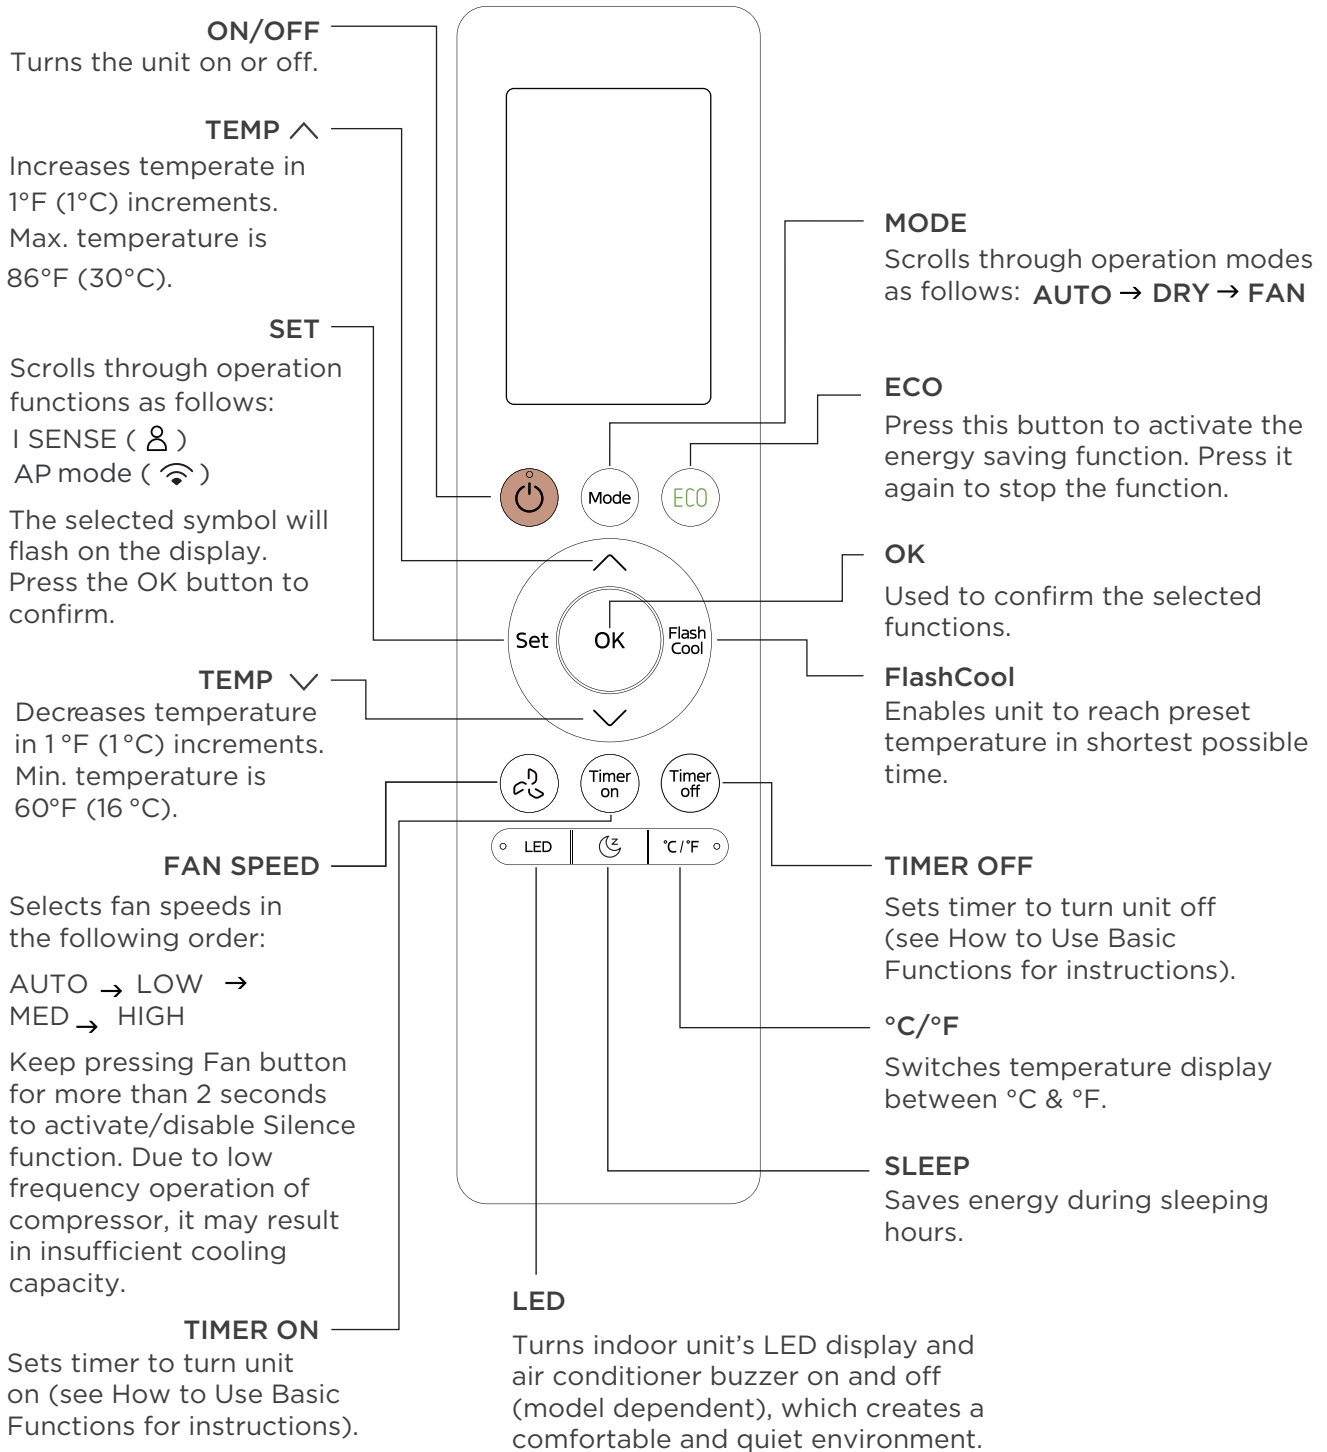 ON/OFF
Turns the unit on or off.
TEMP
Increases temperate in
1°F (1°C) increments.
Max. temperature is
86°F (30°C).
SET
Scrolls through operation
functions as follows:
I SENSE ( )
AP mode ( )
The selected symbol will
flash on the display.
Press the OK button to
confirm.
TEMP
Decreases temperature
in 1°F (1°C) increments.
Min. temperature is
60°F (16 °C).
FAN SPEED
Selects fan speeds in
the following order:
AUTO → LOW →
MED → HIGH
Keep pressing Fan button
for more than 2 seconds
to activate/disable Silence
function. Due to low
frequency operation of
compressor, it may result
in insufficient cooling
capacity.
TIMER ON
Sets timer to turn unit
on (see How to Use Basic
Functions for instructions).
Mode
ECO
Set
OK
Flash
Cool
Timer
on
Timer
off
LED
z
°C/°F
LED
Turns indoor unit's LED display and
air conditioner buzzer on and off
(model dependent), which creates a
comfortable and quiet environment.
MODE
Scrolls through operation modes
as follows: AUTO → DRY → FAN
ECO
Press this button to activate the
energy saving function. Press it
again to stop the function.
OK
Used to confirm the selected
functions.
FlashCool
Enables unit to reach preset
temperature in shortest possible
time.
TIMER OFF
Sets timer to turn unit off
(see How to Use Basic
Functions for instructions).
°C/°F
Switches temperature display
between °C & °F.
SLEEP
Saves energy during sleeping
hours.